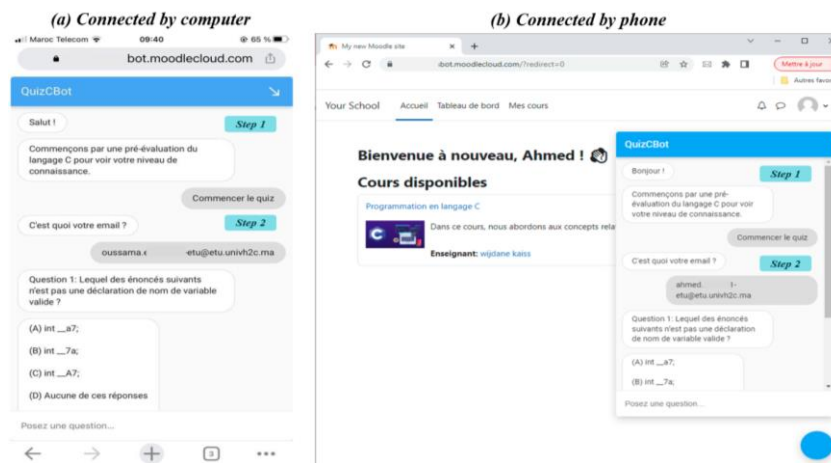 (a) Connected by computer
(b) Connected by phone
Maroc Telecom
09:40
65 %
bot.moodlecloud.com
QuizCBot
Salut !
Step 1
Commençons par une pré-évaluation du
langage C pour voir votre niveau de
connaissance.
Commencer le quiz
C'est quoi votre email ?
Step 2
oussama. etu@etu.univh2c.ma
Question 1: Lequel des énoncés suivants
n'est pas une déclaration de nom de variable
valide ?
(A) int __a7;
(B) int __7a;
(C) int __A7;
(D) Aucune de ces réponses
Posez une question...
3
My new Moodle site
bot.moodlecloud.com/?redirect=0
Mettre à jour
Autres favor
Your School
Accueil
Tableau de bord
Mes cours
Bienvenue à nouveau, Ahmed !
Cours disponibles
Programmation en langage C
C
Dans ce cours, nous abordons aux concepts rela
Enseignant: wijdane kaiss
QuizCBot
Bonjour !
Step 1
Commençons par une pré-
évaluation du langage C pour voir
votre niveau de connaissance.
Commencer le quiz
C'est quoi votre email ?
Step 2
ahmed.
etu@etu.univh2c.ma
Question 1: Lequel des énoncés
suivants n'est pas une déclaration
de nom de variable valide ?
(A) int __a7;
(B) int __7a;
Posez une question...